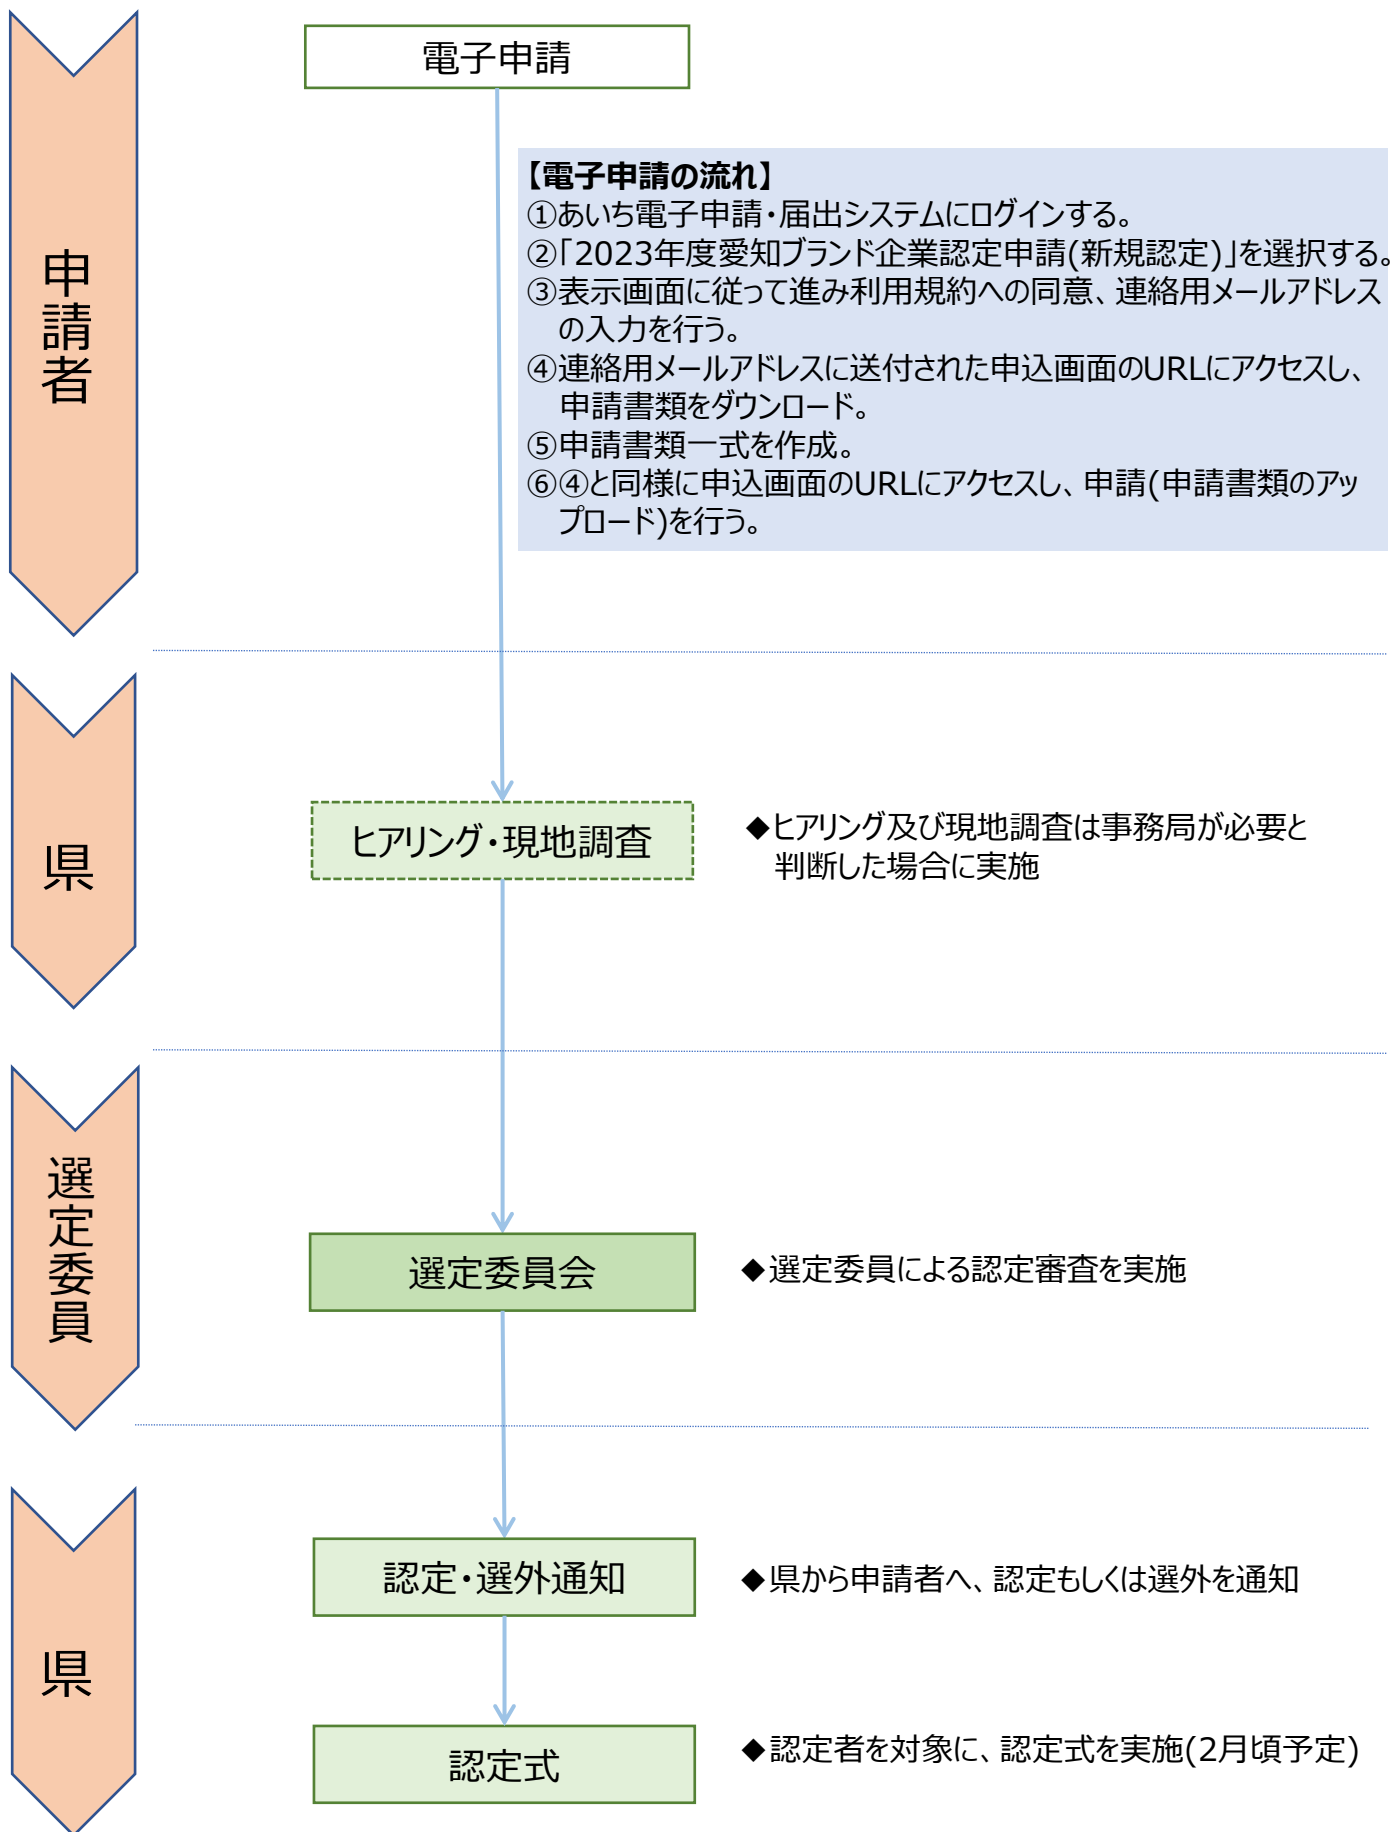 電子申請
【電子申請の流れ】
①あいち電子申請・届出システムにログインする。
②「2023年度愛知ブランド企業認定申請(新規認定)」を選択する。
③表示画面に従って進み利用規約への同意、連絡用メールアドレス
の入力を行う。
④連絡用メールアドレスに送付された申込画面のURLにアクセスし、
申請書類をダウンロード。
⑤申請書類一式を作成。
⑥④と同様に申込画面のURLにアクセスし、申請(申請書類のアッ
プロード)を行う。
申請者
県
ヒアリング・現地調査
◆ヒアリング及び現地調査は事務局が必要と
判断した場合に実施
選定委員
選定委員会
◆選定委員による認定審査を実施
県
認定・選外通知
◆県から申請者へ、認定もしくは選外を通知
認定式
◆認定者を対象に、認定式を実施(2月頃予定)